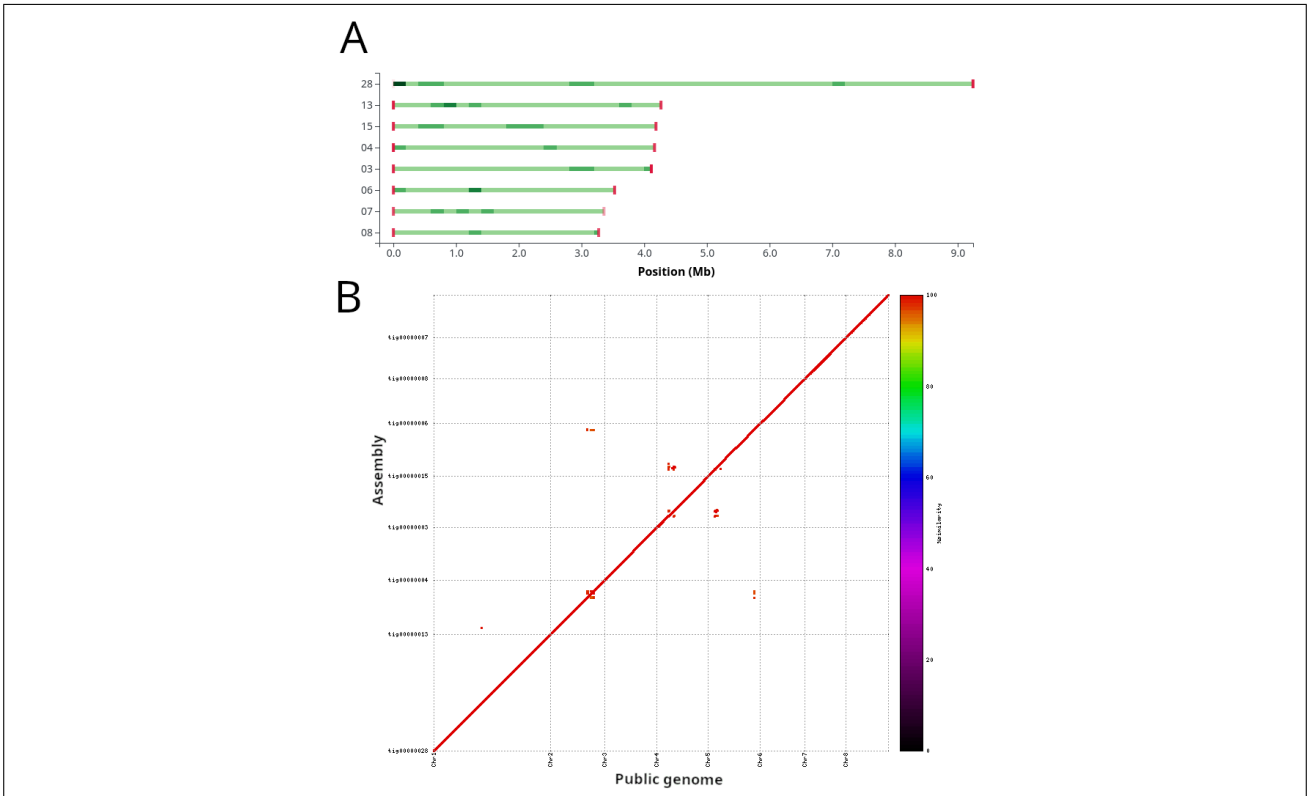 A
28
13
15
04
03
06
07
08
0.0 1.0 2.0 3.0 4.0 5.0 6.0 7.0 8.0 9.0
Position (Mb)
B
100
tig00000007
tig00000008
80
tig00000006
Assembly
tig00000015
60
%similarity
tig00000003
40
tig00000004
tig00000013
20
tig00000028
0
Chr1 Chr2 Chr3 Chr4 Chr5 Chr6 Chr7 Chr8
Public genome